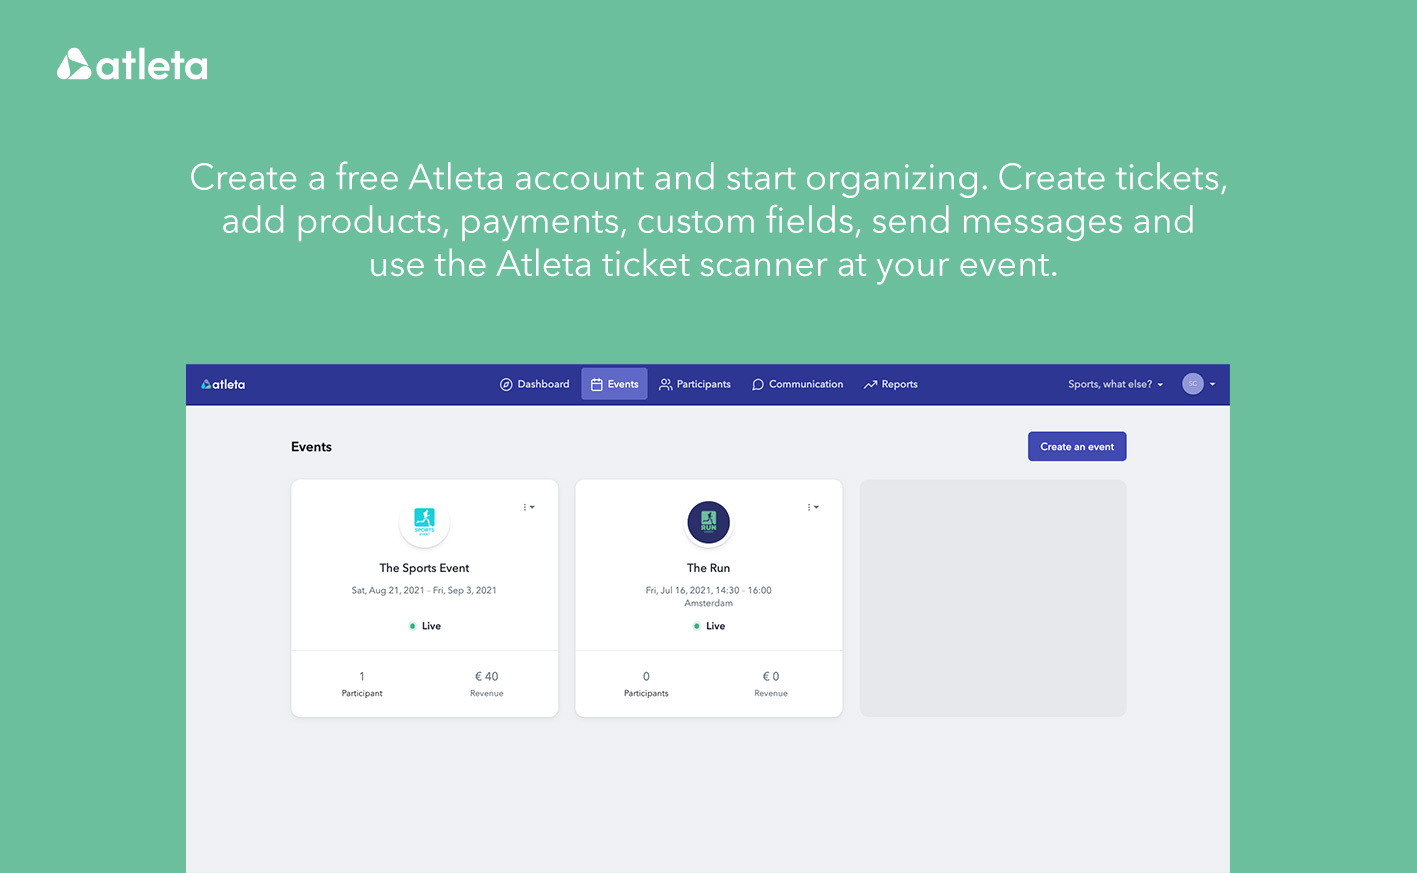 atleta
Create a free Atleta account and start organizing. Create tickets,
add products, payments, custom fields, send messages and
use the Atleta ticket scanner at your event.
atleta
Dashboard
Events
Participants
Communication
Reports
Sports, what else?
SC
Events
Create an event
SPORTS
EVENT
The Sports Event
Sat, Aug 21, 2021 - Fri, Sep 3, 2021
Live
1
Participant
€ 40
Revenue
RUN
The Run
Fri, Jul 16, 2021, 14:30 - 16:00
Amsterdam
Live
0
Participants
€ 0
Revenue